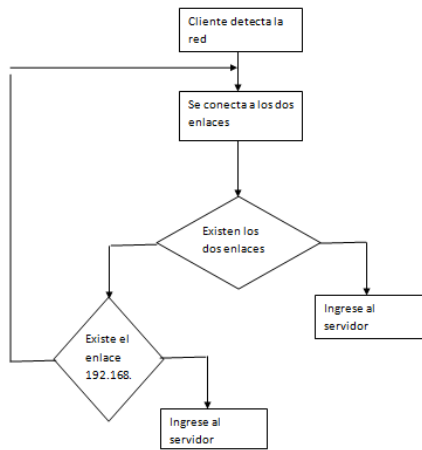 Cliente detecta la
red
Se conecta a los dos
enlaces
Existen los
dos enlaces
Ingrese al
servidor
Existe el
enlace
192.168.
Ingrese al
servidor